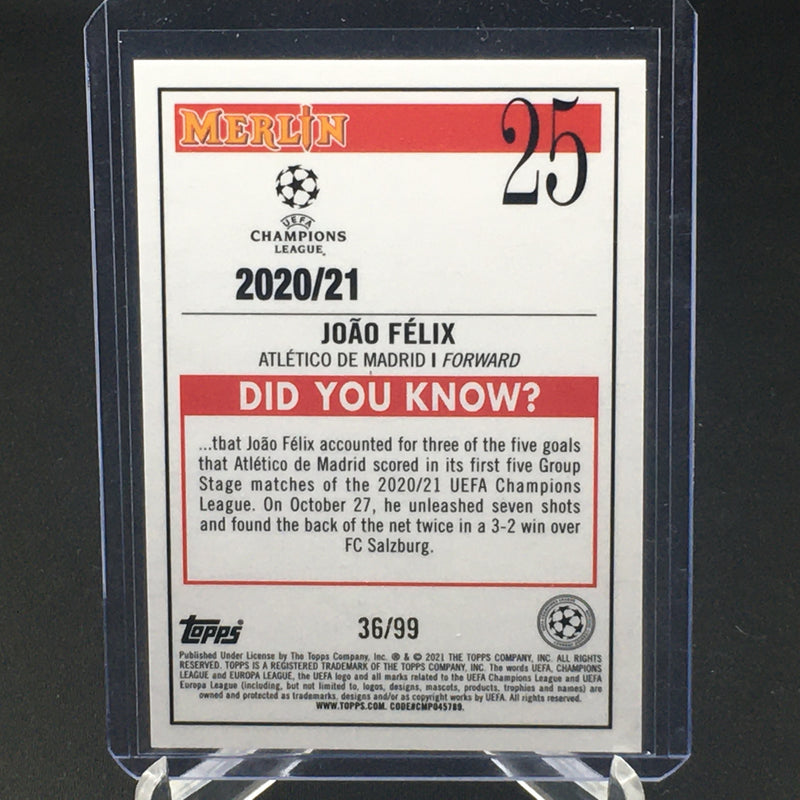 MERLIN
25
UEFA
CHAMPIONS
LEAGUE
2020/21
JOÃO FÉLIX
ATLÉTICO DE MADRID I FORWARD
DID YOU KNOW?
...tbat João Félix accounted for three of the five goals
that Atlético de Madrid scored in its first five Group
Stage matches of the 2020/21 UEFA Champions
League. On October 27, he unleashed seven shots
and found the back of the net twice in a 3-2 win over
FC Salzburg.
topps
36/99
Published Under License by The Topps Company, Inc. ® & © 2021 THE TOPPS COMPANY, INC. ALL RIGHTS
RESERVED. TOPPS IS A REGISTERED TRADEMARK OF THE TOPPS COMPANY, INC. The words UEFA, CHAMPIONS
LEAGUE and EUROPA LEAGUE, the UEFA logo and all marks related to the UEFA Champions League and UEFA
Europa League (including, but not limited to, logos, designs, mascots, products, trophies and names) are
owned and protected as trademarks, designs and/or as copyright works by UEFA. All rights reserved.
WWW.TOPPS.COM. CODE#CMP045789.